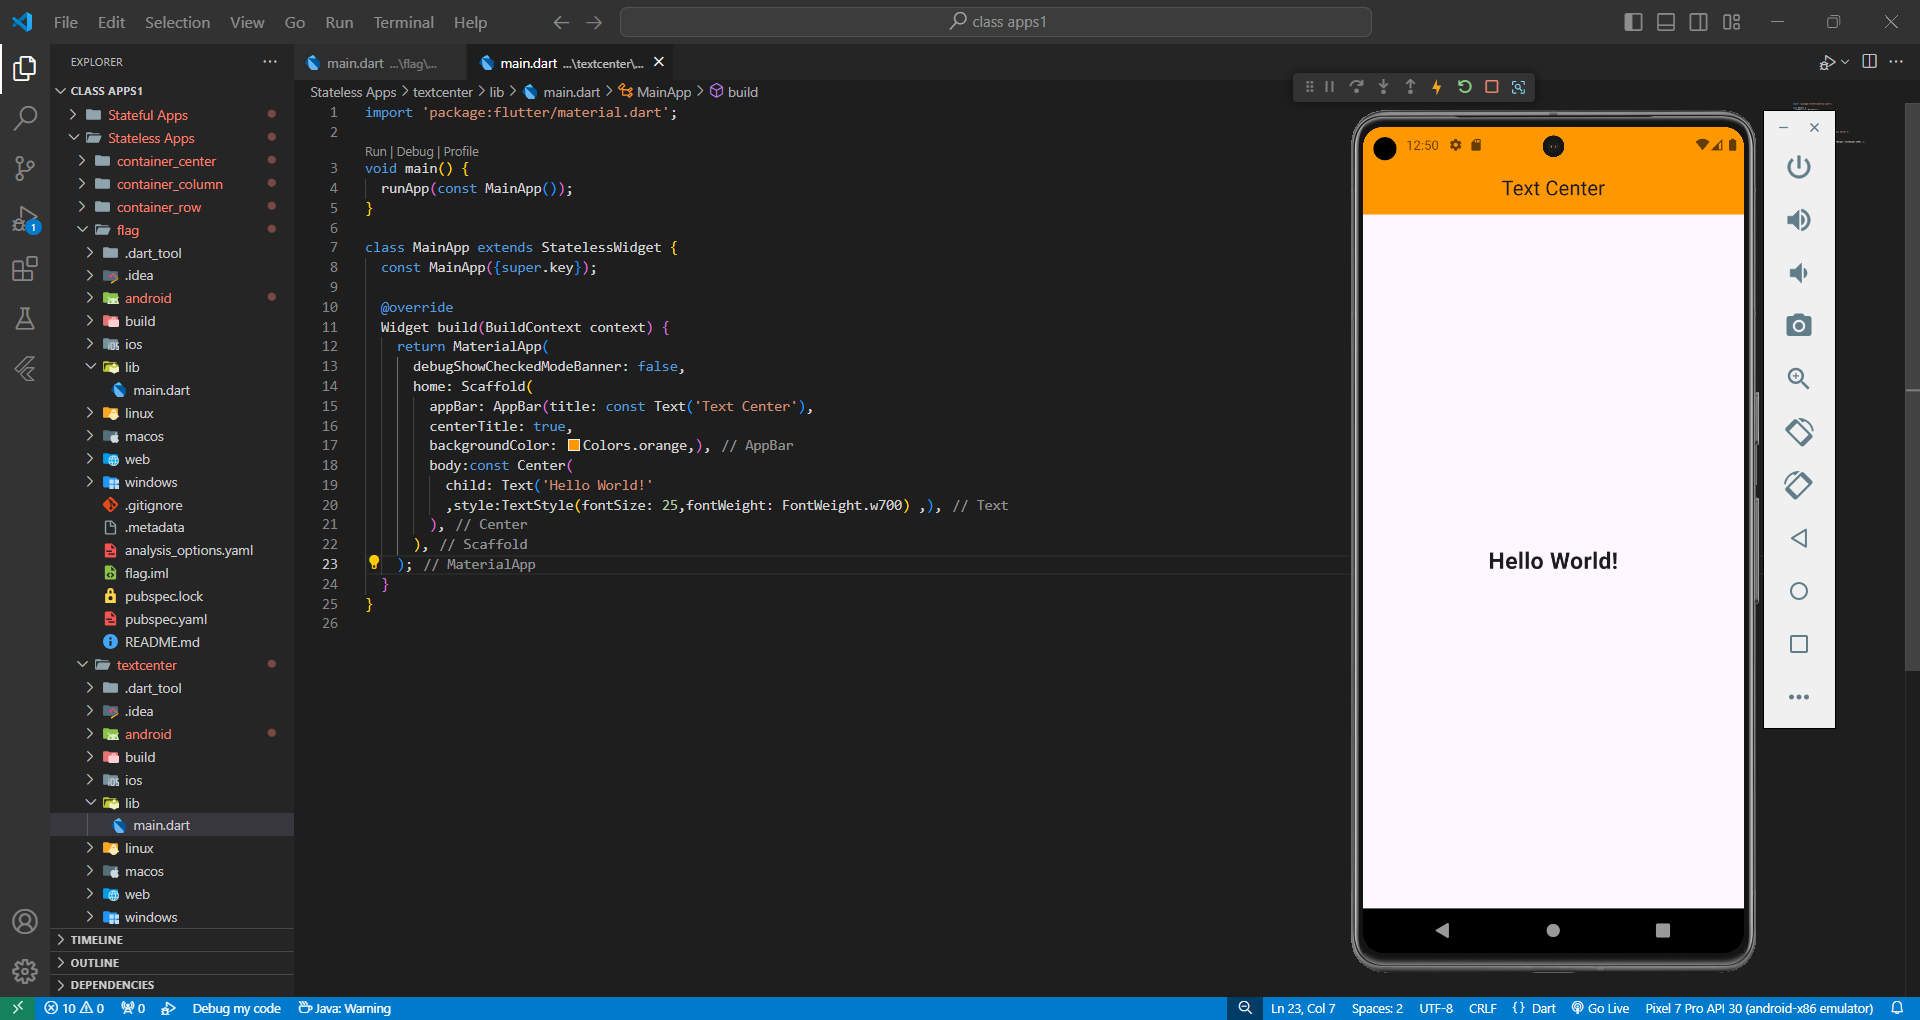 File Edit Selection View Go Run Terminal Help
class apps1
EXPLORER
CLASS APPS1
Stateful Apps
Stateless Apps
container_center
container_column
container_row
flag
.dart_tool
.idea
android
build
ios
lib
main.dart
linux
macos
web
windows
.gitignore
.metadata
analysis_options.yaml
flag.iml
pubspec.lock
pubspec.yaml
README.md
textcenter
.dart_tool
.idea
android
build
ios
lib
main.dart
linux
macos
web
windows
TIMELINE
OUTLINE
DEPENDENCIES
main.dart ...\flag\...
main.dart ...\textcenter\...
Stateless Apps > textcenter > lib > main.dart > MainApp > build
1 import 'package:flutter/material.dart';
2
Run | Debug | Profile
3 void main() {
4 runApp(const MainApp());
5 }
6
7 class MainApp extends StatelessWidget {
8 const MainApp({super.key});
9
10 @override
11 Widget build(BuildContext context) {
12 return MaterialApp(
13 debugShowCheckedModeBanner: false,
14 home: Scaffold(
15 appBar: AppBar(title: const Text('Text Center'),
16 centerTitle: true,
17 backgroundColor: Colors.orange,), // AppBar
18 body:const Center(
19 child: Text('Hello World!'
20 ,style:TextStyle(fontSize: 25,fontWeight: FontWeight.w700) ,), // Text
21 ), // Center
22 ), // Scaffold
23 ); // MaterialApp
24 }
25 }
26
12:50
Text Center
Hello World!
1
10 0 0 Debug my code Java: Warning
Ln 23, Col 7 Spaces: 2 UTF-8 CRLF {} Dart Go Live Pixel 7 Pro API 30 (android-x86 emulator)